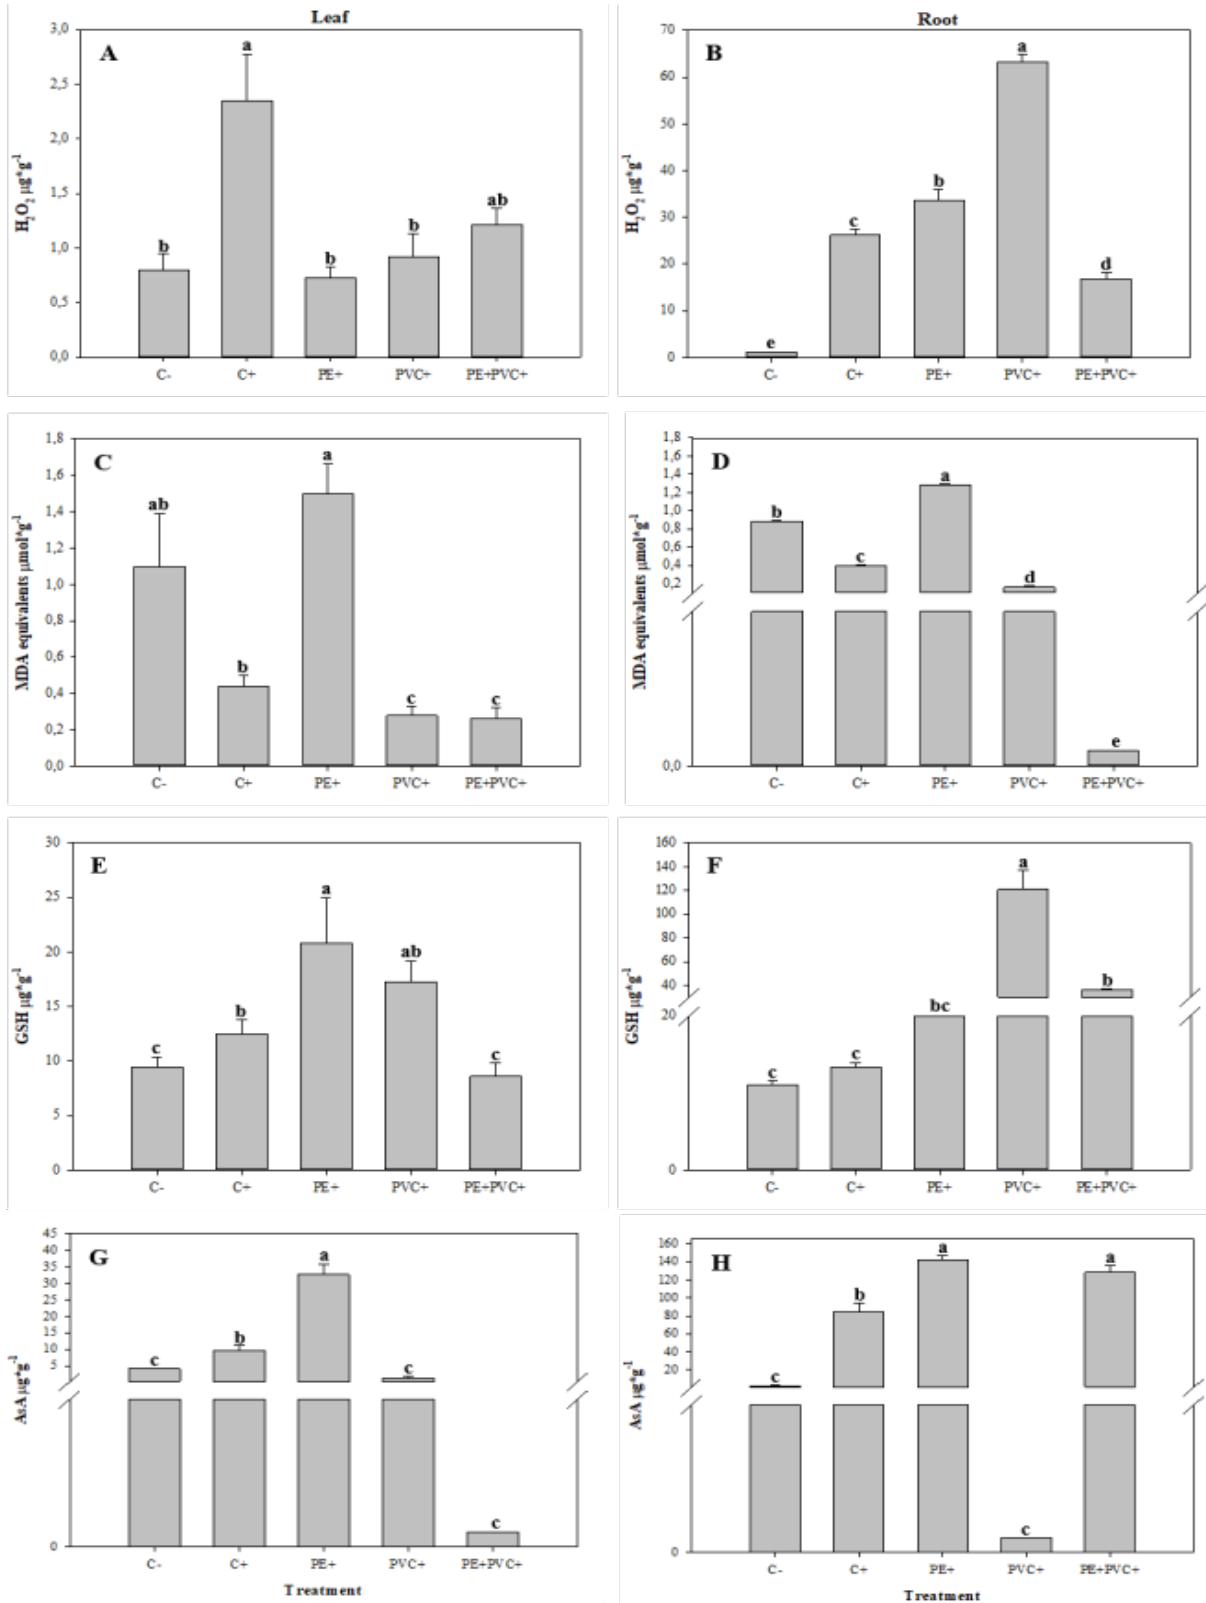 Leaf
A
H₂O₂ µg*g⁻¹
3,0
2,5
2,0
1,5
1,0
0,5
0,0
b
a
b
b
ab
C-
C+
PE+
PVC+
PE+PVC+
Root
B
H₂O₂ µg*g⁻¹
70
60
50
40
30
20
10
0
e
c
b
a
d
C-
C+
PE+
PVC+
PE+PVC+
C
MDA equivalents µmol*g⁻¹
1,8
1,6
1,4
1,2
1,0
0,8
0,6
0,4
0,2
0,0
ab
b
a
c
c
C-
C+
PE+
PVC+
PE+PVC+
D
MDA equivalents µmol*g⁻¹
1,8
1,6
1,4
1,2
1,0
0,8
0,6
0,4
0,2
0,0
b
c
a
d
e
C-
C+
PE+
PVC+
PE+PVC+
E
GSH µg*g⁻¹
30
25
20
15
10
5
0
c
b
a
ab
c
C-
C+
PE+
PVC+
PE+PVC+
F
GSH µg*g⁻¹
160
140
120
100
80
60
40
20
0
c
c
bc
a
b
C-
C+
PE+
PVC+
PE+PVC+
G
AsA µg*g⁻¹
45
40
35
30
25
20
15
10
5
0
c
b
a
c
c
C-
C+
PE+
PVC+
PE+PVC+
Treatment
H
AsA µg*g⁻¹
160
140
120
100
80
60
40
20
0
c
b
a
c
a
C-
C+
PE+
PVC+
PE+PVC+
Treatment